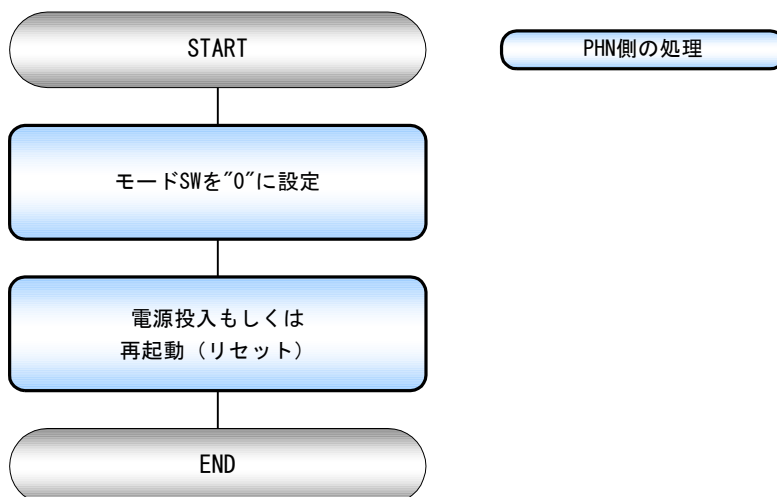 START
PHN側の処理
モードSWを"0"に設定
電源投入もしくは
再起動（リセット）
END